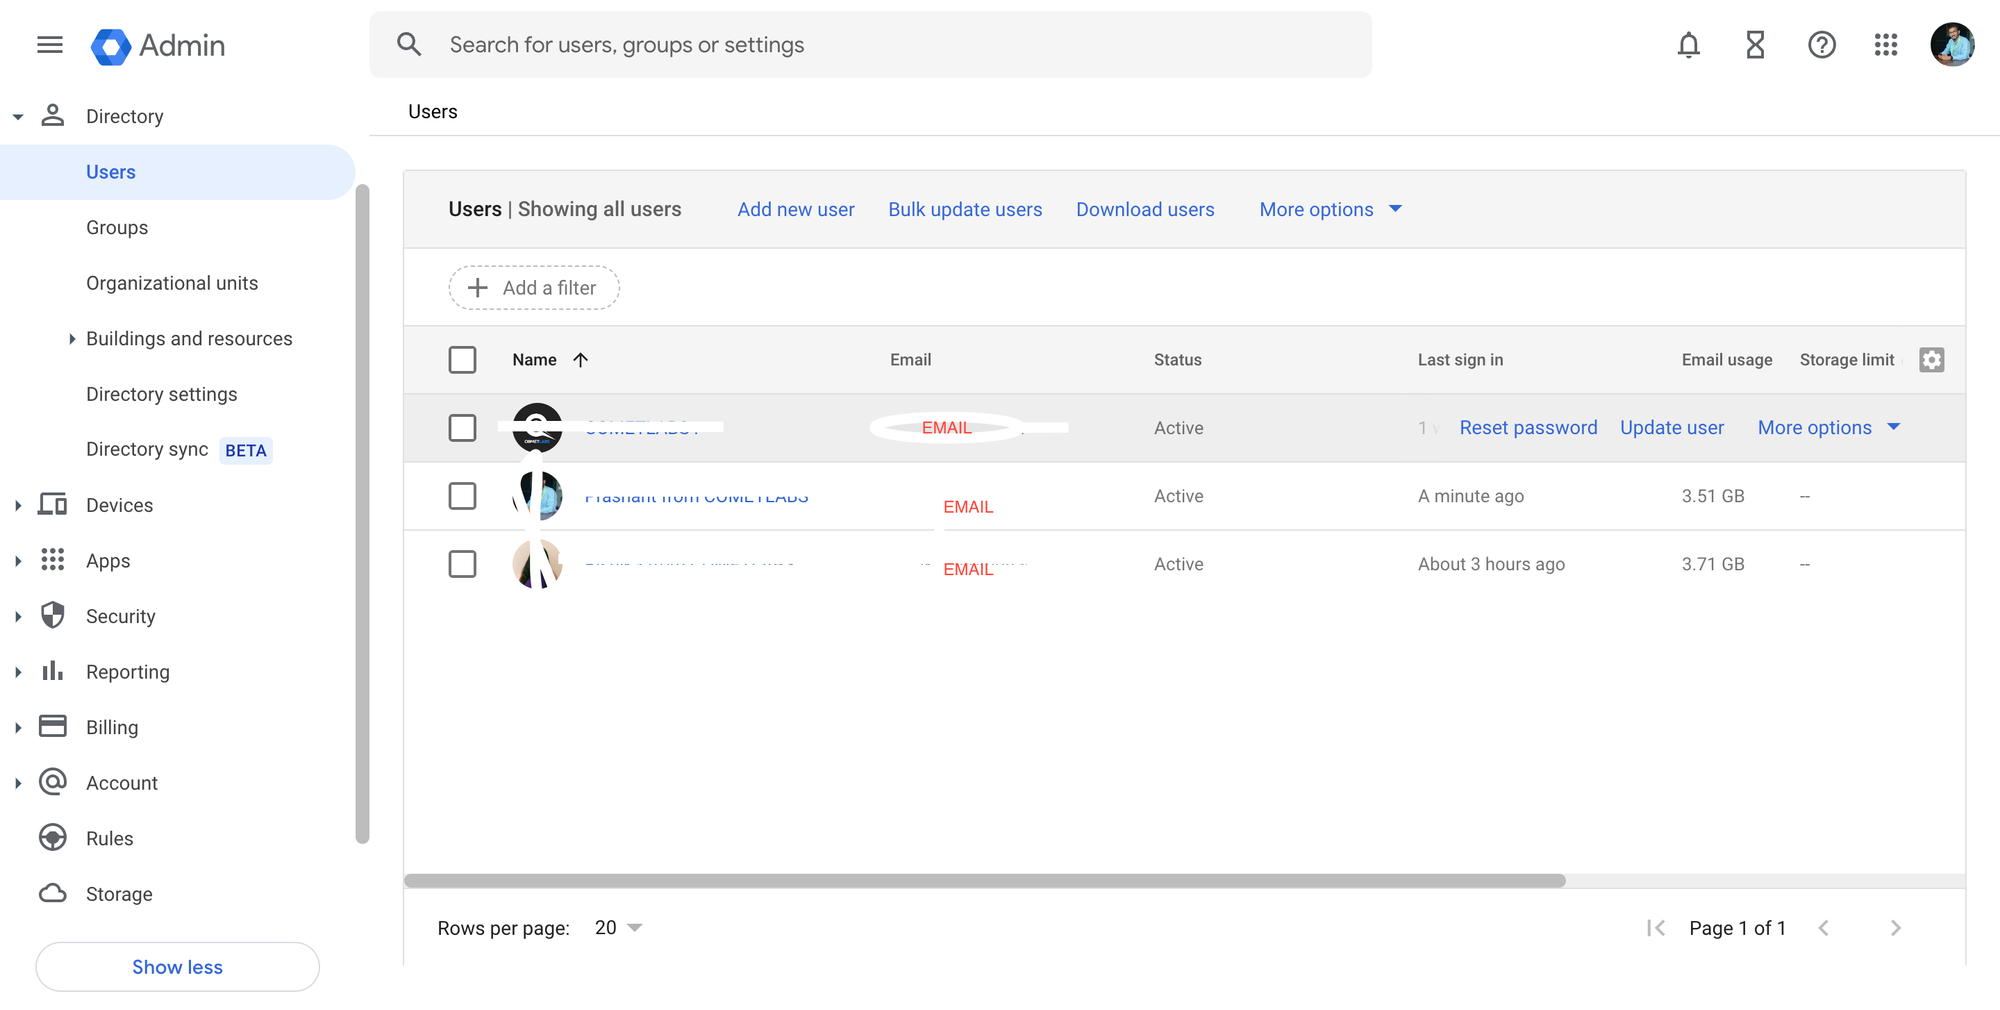 Admin
Search for users, groups or settings
Directory
Users
Users
Groups
Organizational units
Buildings and resources
Directory settings
Directory sync BETA
Devices
Apps
Security
Reporting
Billing
Account
Rules
Storage
Show less
Users | Showing all users Add new user Bulk update users Download users More options
Add a filter
Name Email Status Last sign in Email usage Storage limit
COMETLABS EMAIL Active 1 Reset password Update user More options
Prashant from COMETLABS EMAIL Active A minute ago 3.51 GB --
EMAIL Active About 3 hours ago 3.71 GB --
Rows per page: 20 Page 1 of 1